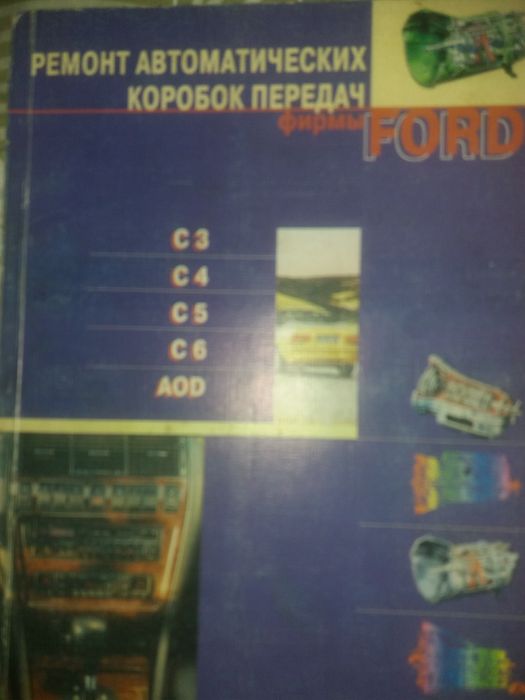 РЕМОНТ АВТОМАТИЧЕСКИХ
КОРОБОК ПЕРЕДАЧ
фирмы FORD
C 3
C 4
C 5
C 6
AOD